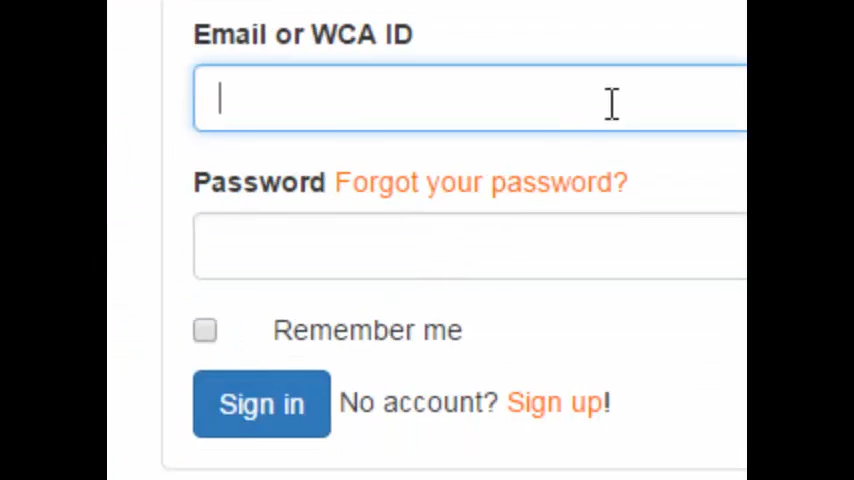 Email or WCA ID
Password Forgot your password?
Remember me
Sign in No account? Sign up!